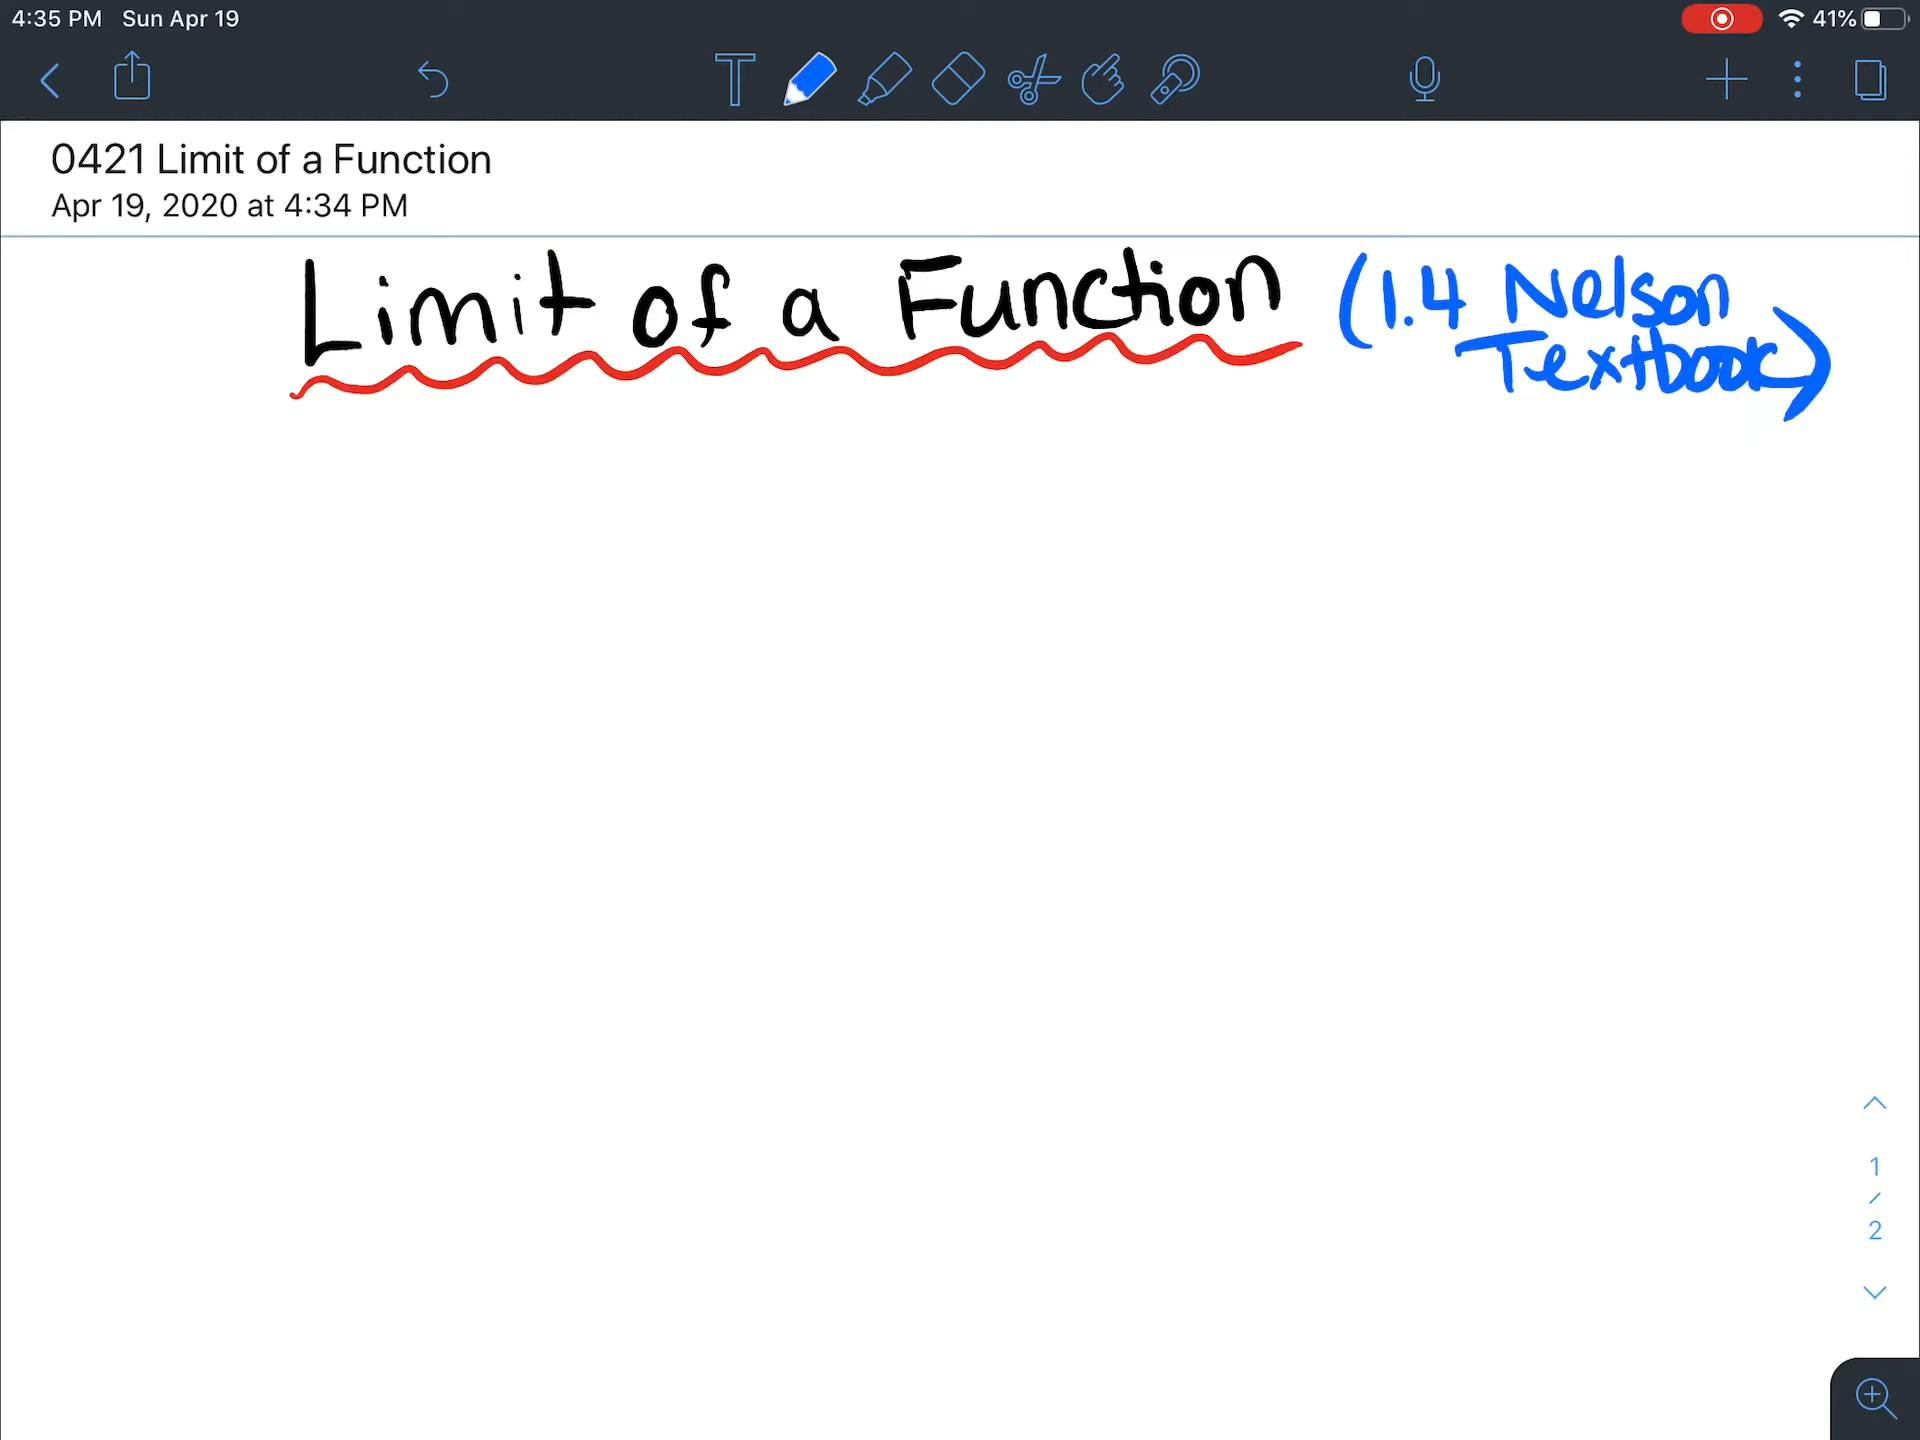 4:35 PM Sun Apr 19
41%
0421 Limit of a Function
Apr 19, 2020 at 4:34 PM
Limit of a Function (1.4 Nelson
Textbook)
1
/
2